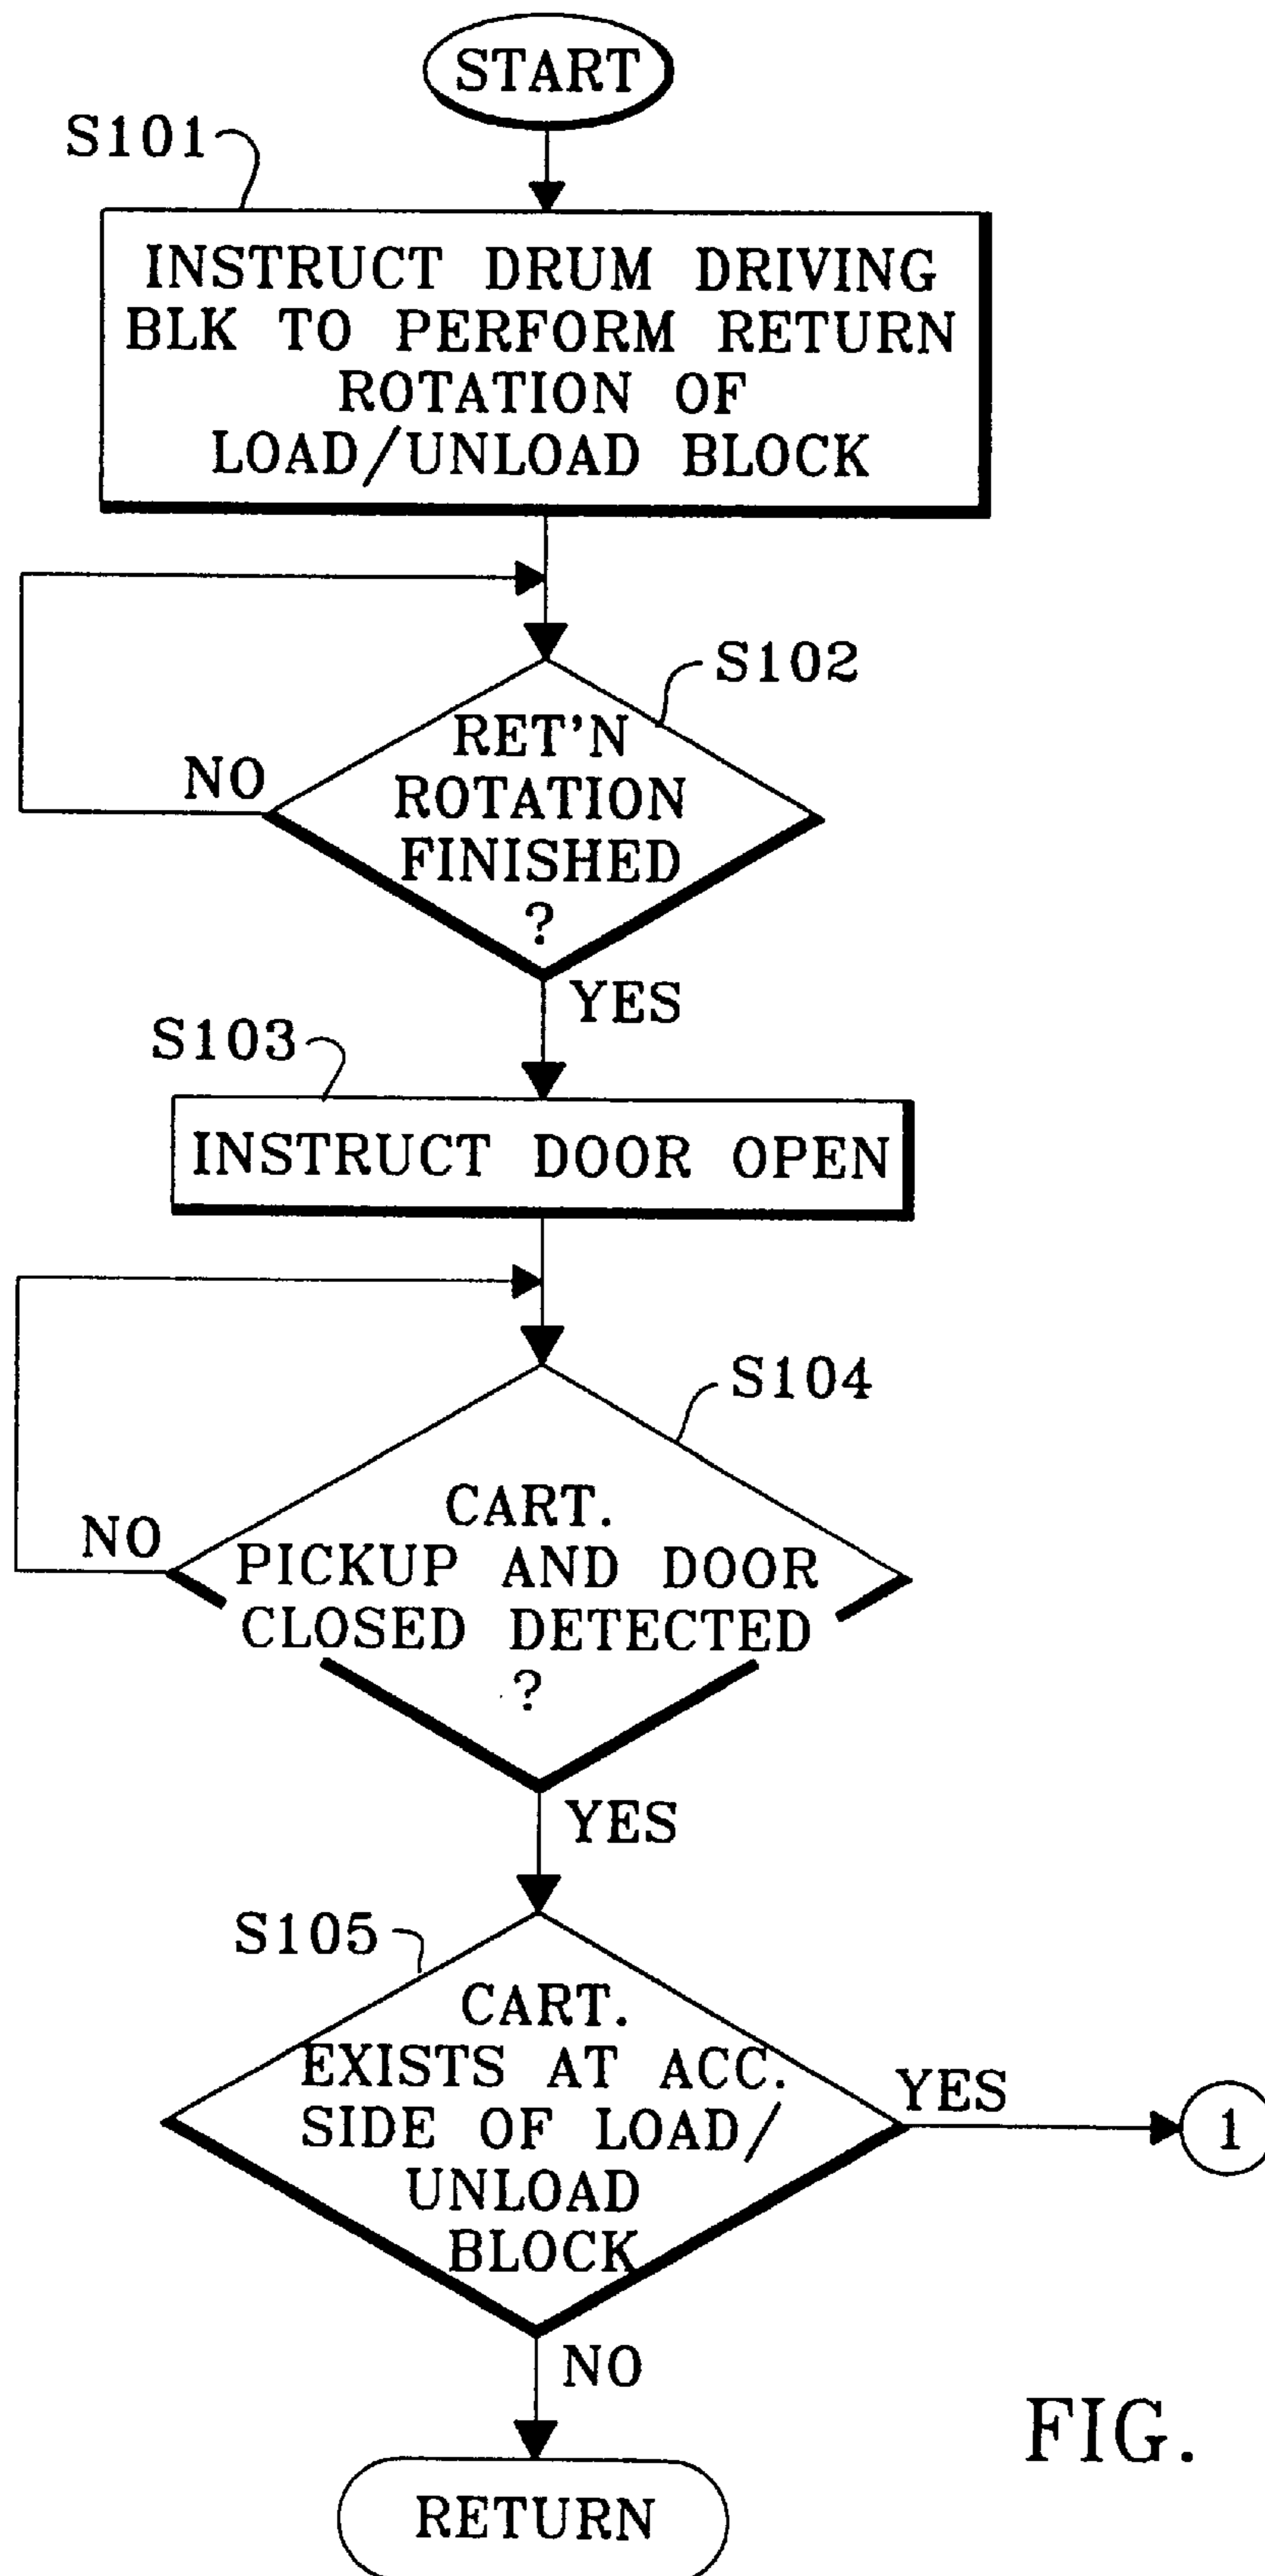 START
S101
INSTRUCT DRUM DRIVING
BLK TO PERFORM RETURN
ROTATION OF
LOAD/UNLOAD BLOCK
S102
RET'N
ROTATION
FINISHED
?
NO
YES
S103
INSTRUCT DOOR OPEN
S104
CART.
PICKUP AND DOOR
CLOSED DETECTED
?
NO
YES
S105
CART.
EXISTS AT ACC.
SIDE OF LOAD/
UNLOAD
BLOCK
YES
1
NO
RETURN
FIG.